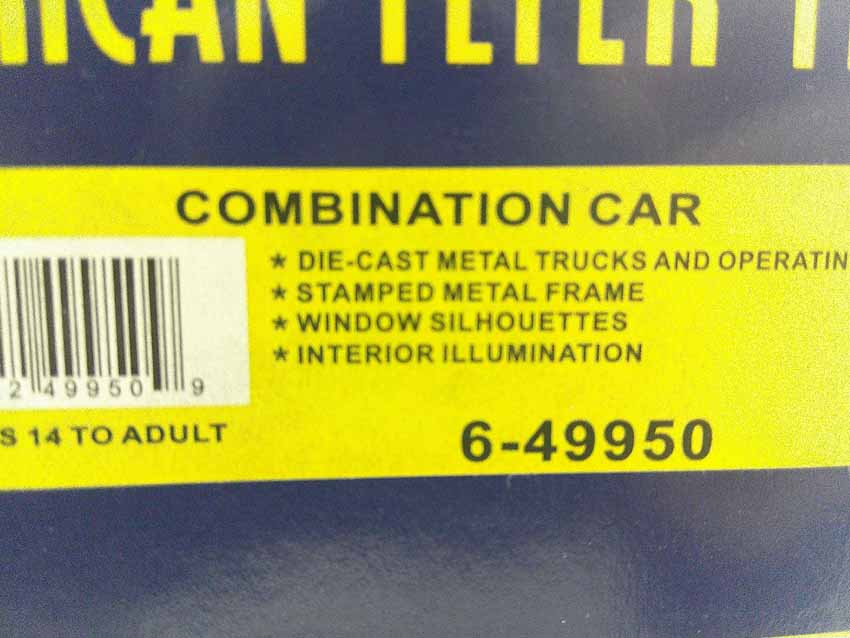 COMBINATION CAR
* DIE-CAST METAL TRUCKS AND
* STAMPED METAL FRAME
* WINDOW SILHOUETTES
* INTERIOR ILLUMINATION
2 49950 9
14 TO ADULT
6-49950